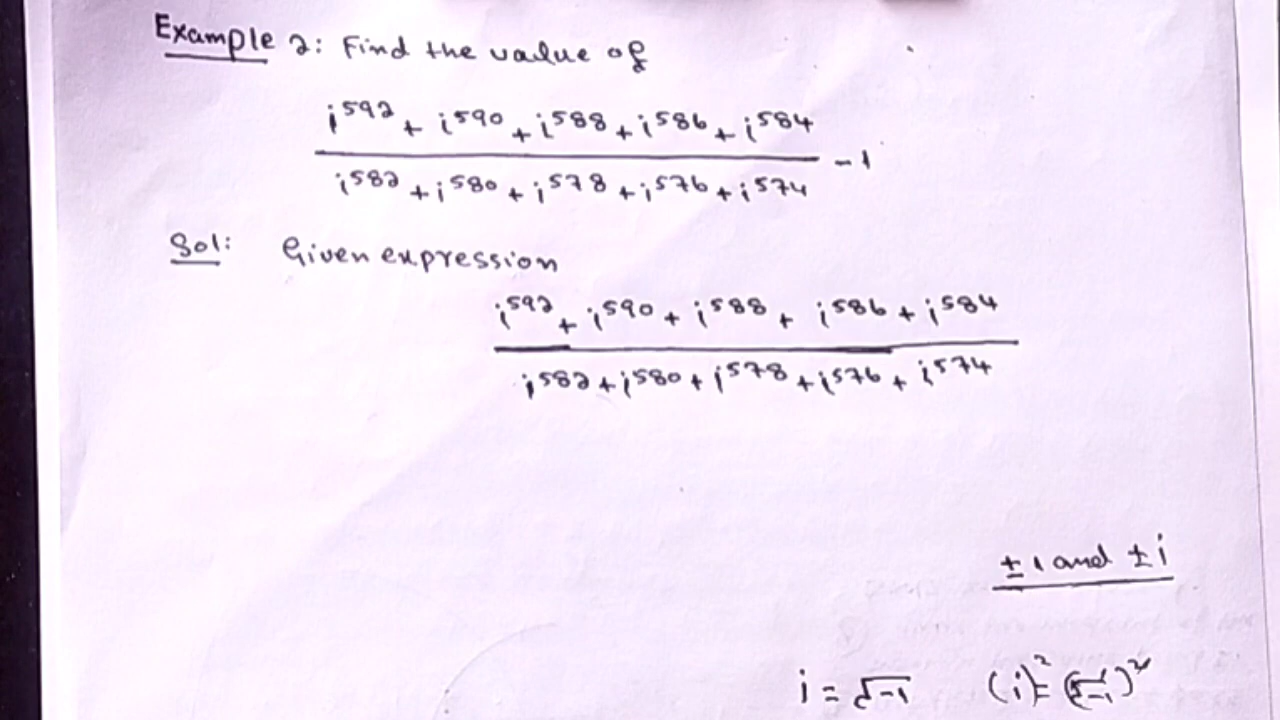 Example 2: Find the value of
i^592 + i^590 + i^588 + i^586 + i^584
i^582 + i^580 + i^578 + i^576 + i^574 - 1
Sol: Given expression
i^592 + i^590 + i^588 + i^586 + i^584
i^582 + i^580 + i^578 + i^576 + i^574
± 1 and ± i
i = √-1 (i)^2 = (√-1)^2